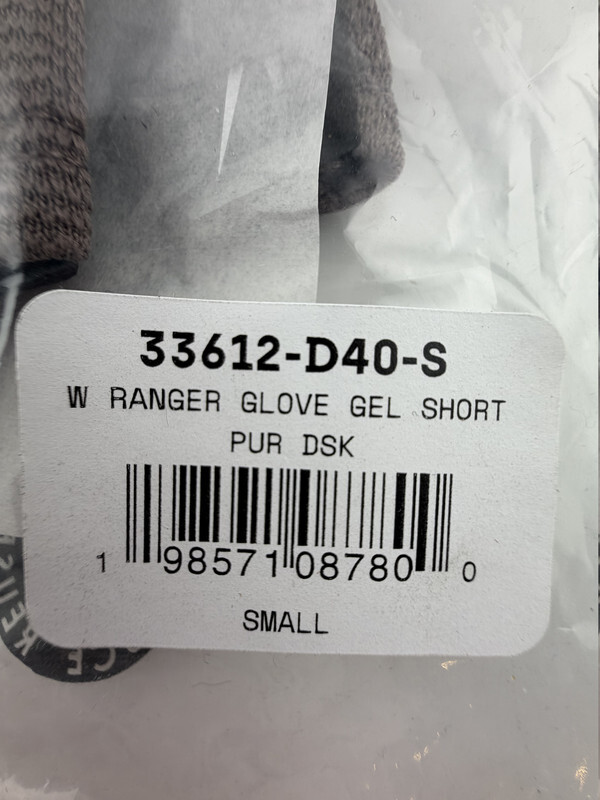 33612-D40-S
W RANGER GLOVE GEL SHORT
PUR DSK
1 98571 08780 0
SMALL